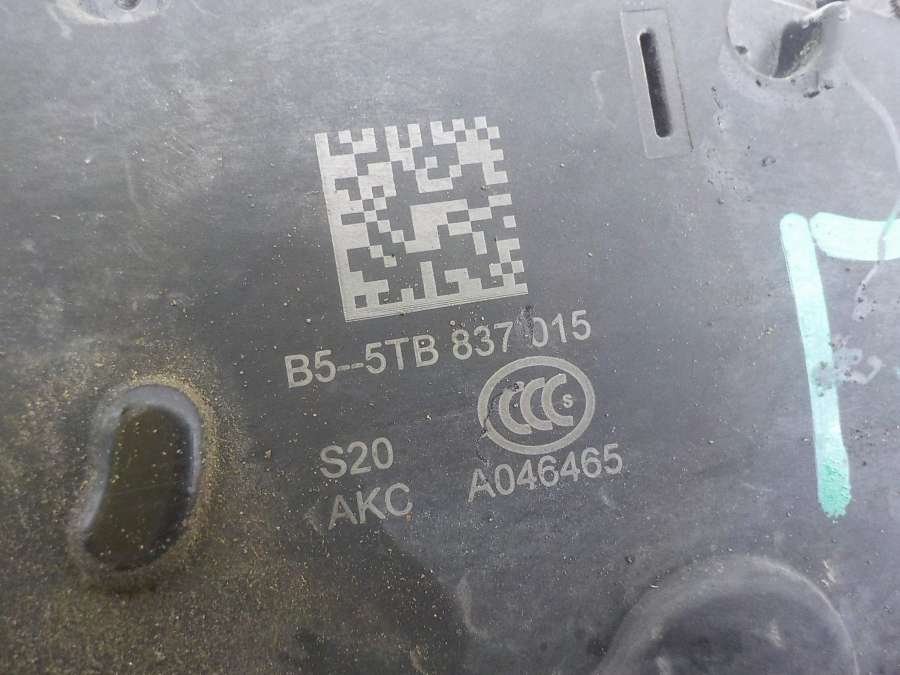 B5--5TB 837 015
CCC S
S20
A046465
AKC